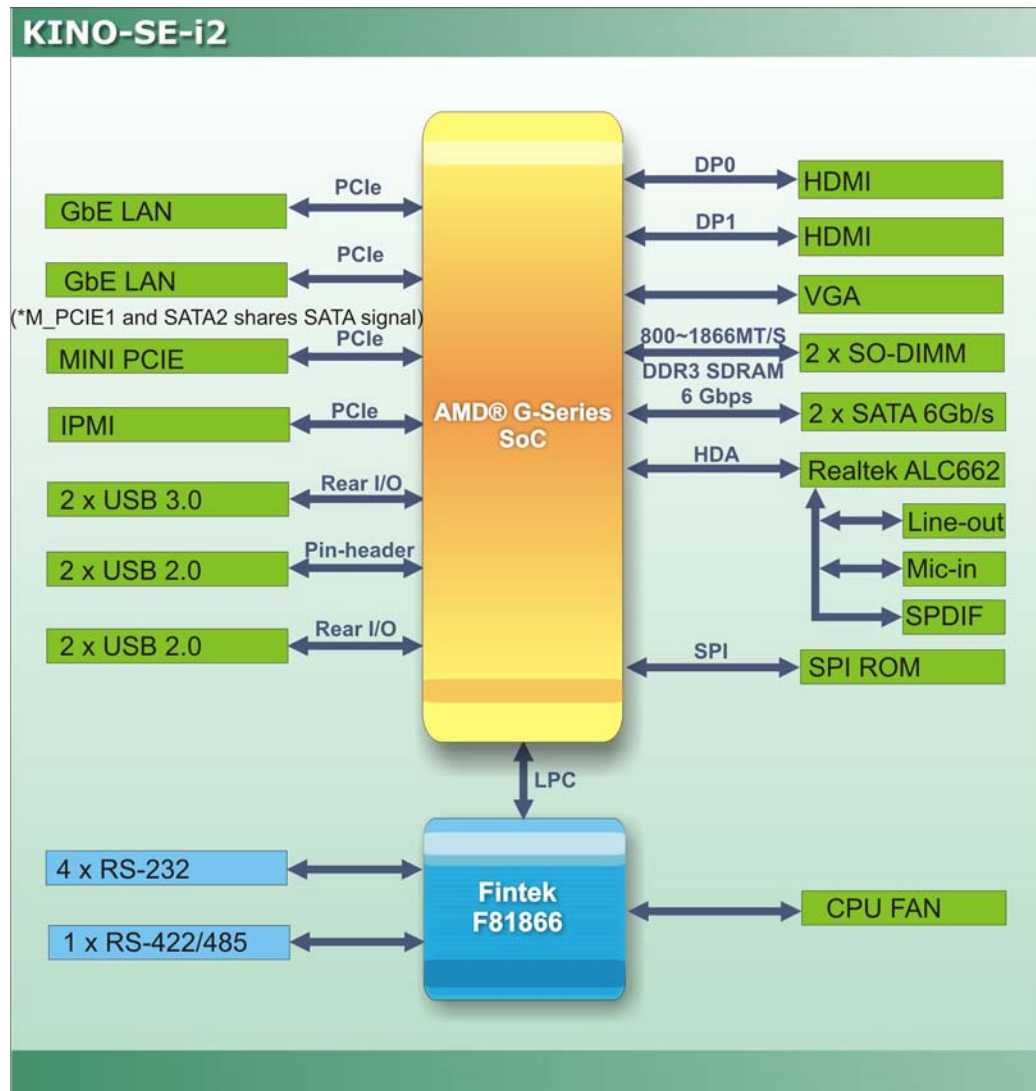 KINO-SE-i2
PCIe
GbE LAN
PCIe
GbE LAN
(*M_PCIE1 and SATA2 shares SATA signal)
PCIe
MINI PCIE
PCIe
IPMI
Rear I/O
2 x USB 3.0
Pin-header
2 x USB 2.0
Rear I/O
2 x USB 2.0
AMD® G-Series
SoC
DP0
HDMI
DP1
HDMI
VGA
800~1866MT/S
2 x SO-DIMM
DDR3 SDRAM
6 Gbps
2 x SATA 6Gb/s
HDA
Realtek ALC662
Line-out
Mic-in
SPDIF
SPI
SPI ROM
LPC
4 x RS-232
1 x RS-422/485
Fintek
F81866
CPU FAN